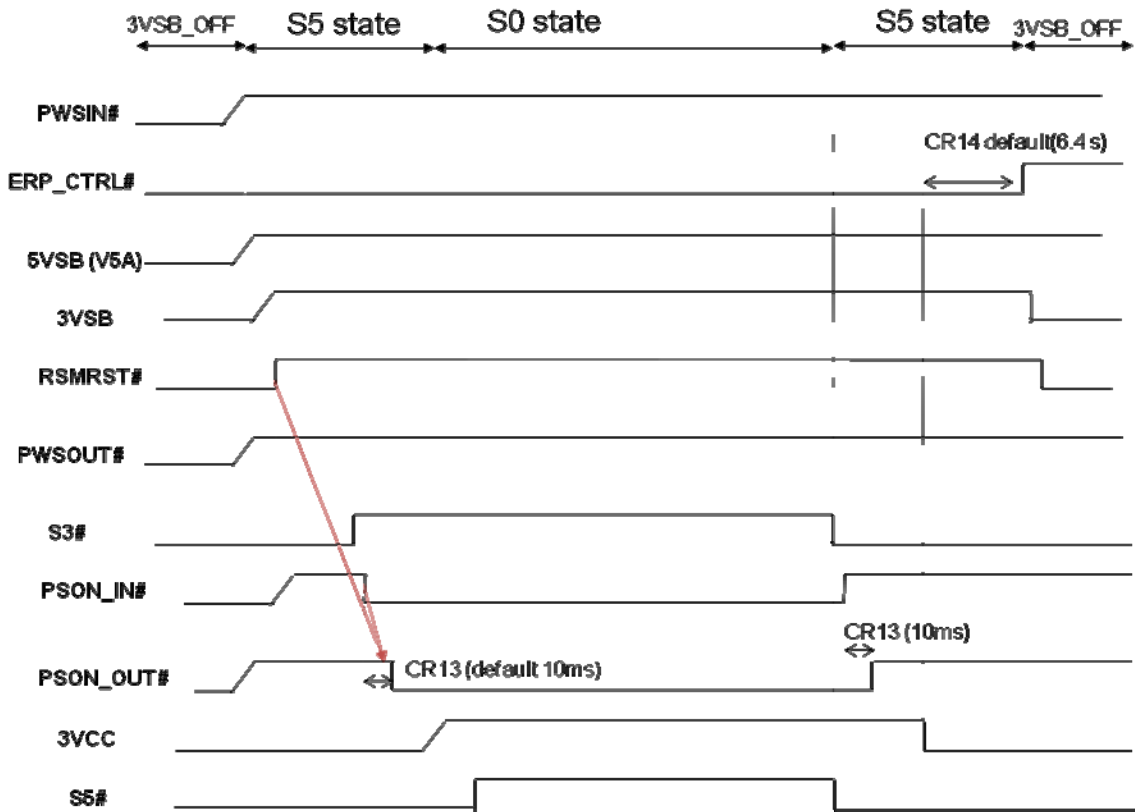 3VSB_OFF S5 state S0 state S5 state 3VSB_OFF
PWSIN#
CR14 default(6.4 s)
ERP_CTRL#
5VSB (V5A)
3VSB
RSMRST#
PWSOUT#
S3#
PSON_IN#
CR13 (10ms)
PSON_OUT#
CR13 (default 10ms)
3VCC
S5#